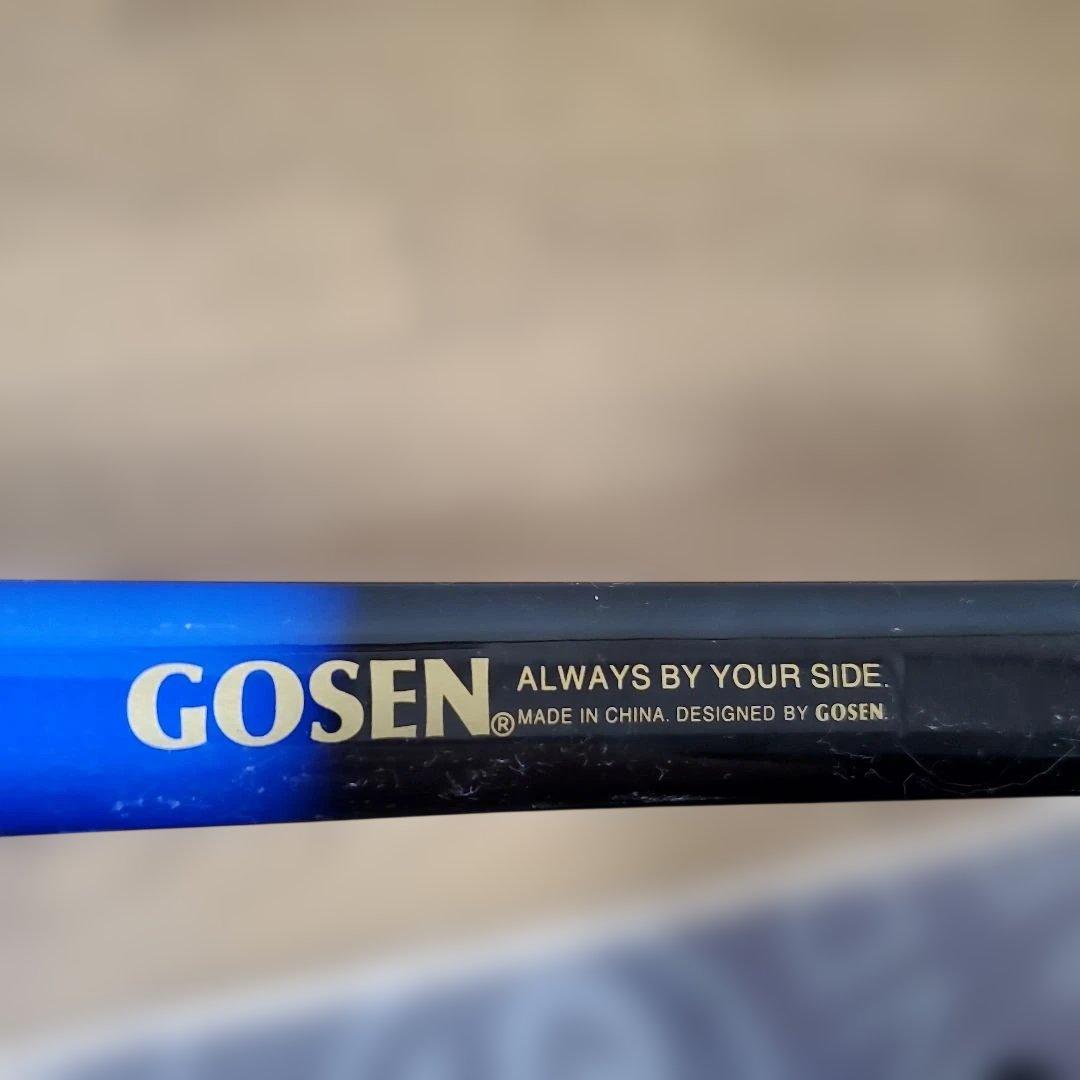 GOSEN® ALWAYS BY YOUR SIDE.
MADE IN CHINA. DESIGNED BY GOSEN.